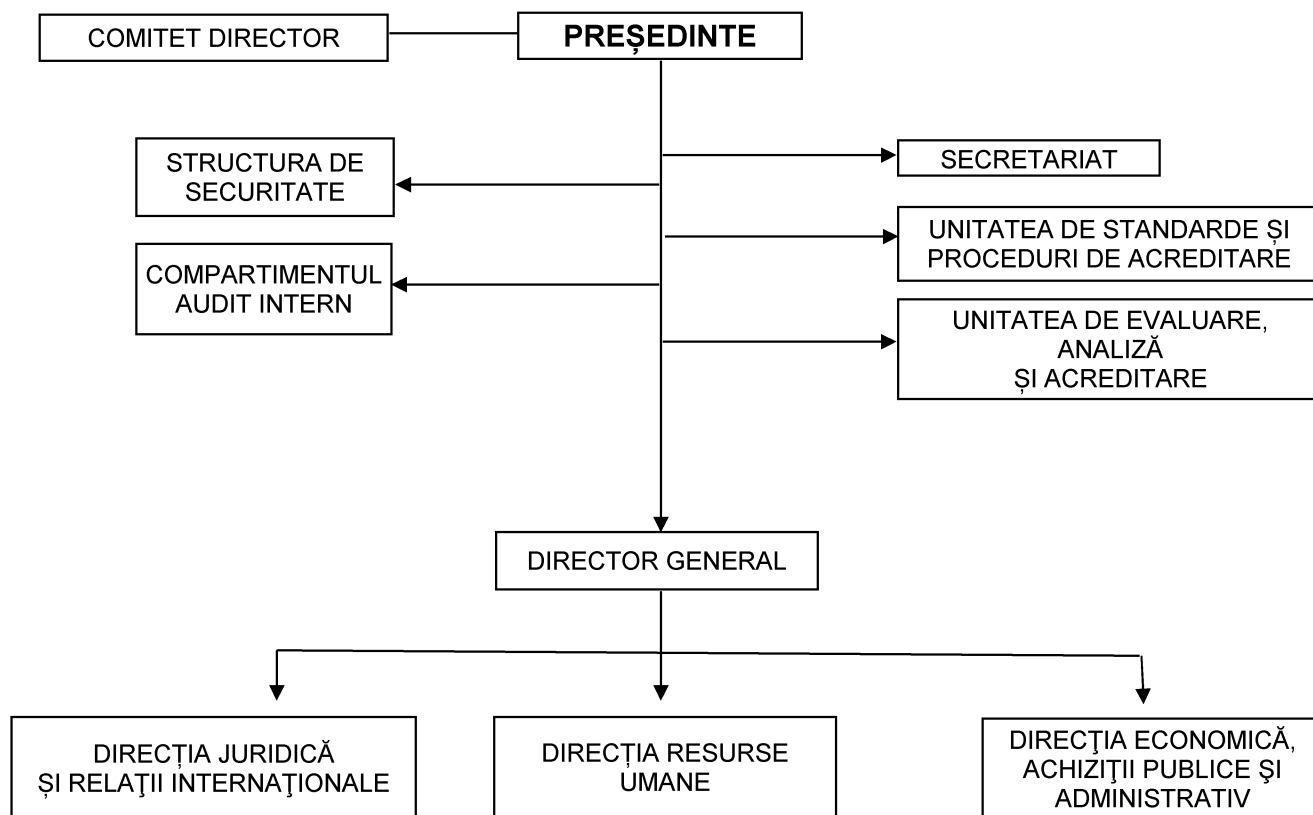 COMITET DIRECTOR
PREȘEDINTE
STRUCTURA DE
SECURITATE
SECRETARIAT
UNITATEA DE STANDARDE ȘI
PROCEDURI DE ACREDITARE
COMPARTIMENTUL
AUDIT INTERN
UNITATEA DE EVALUARE,
ANALIZĂ
ȘI ACREDITARE
DIRECTOR GENERAL
DIRECȚIA JURIDICĂ
ȘI RELAŢII INTERNAŢIONALE
DIRECȚIA RESURSE
UMANE
DIRECŢIA ECONOMICĂ,
ACHIZIŢII PUBLICE ŞI
ADMINISTRATIV